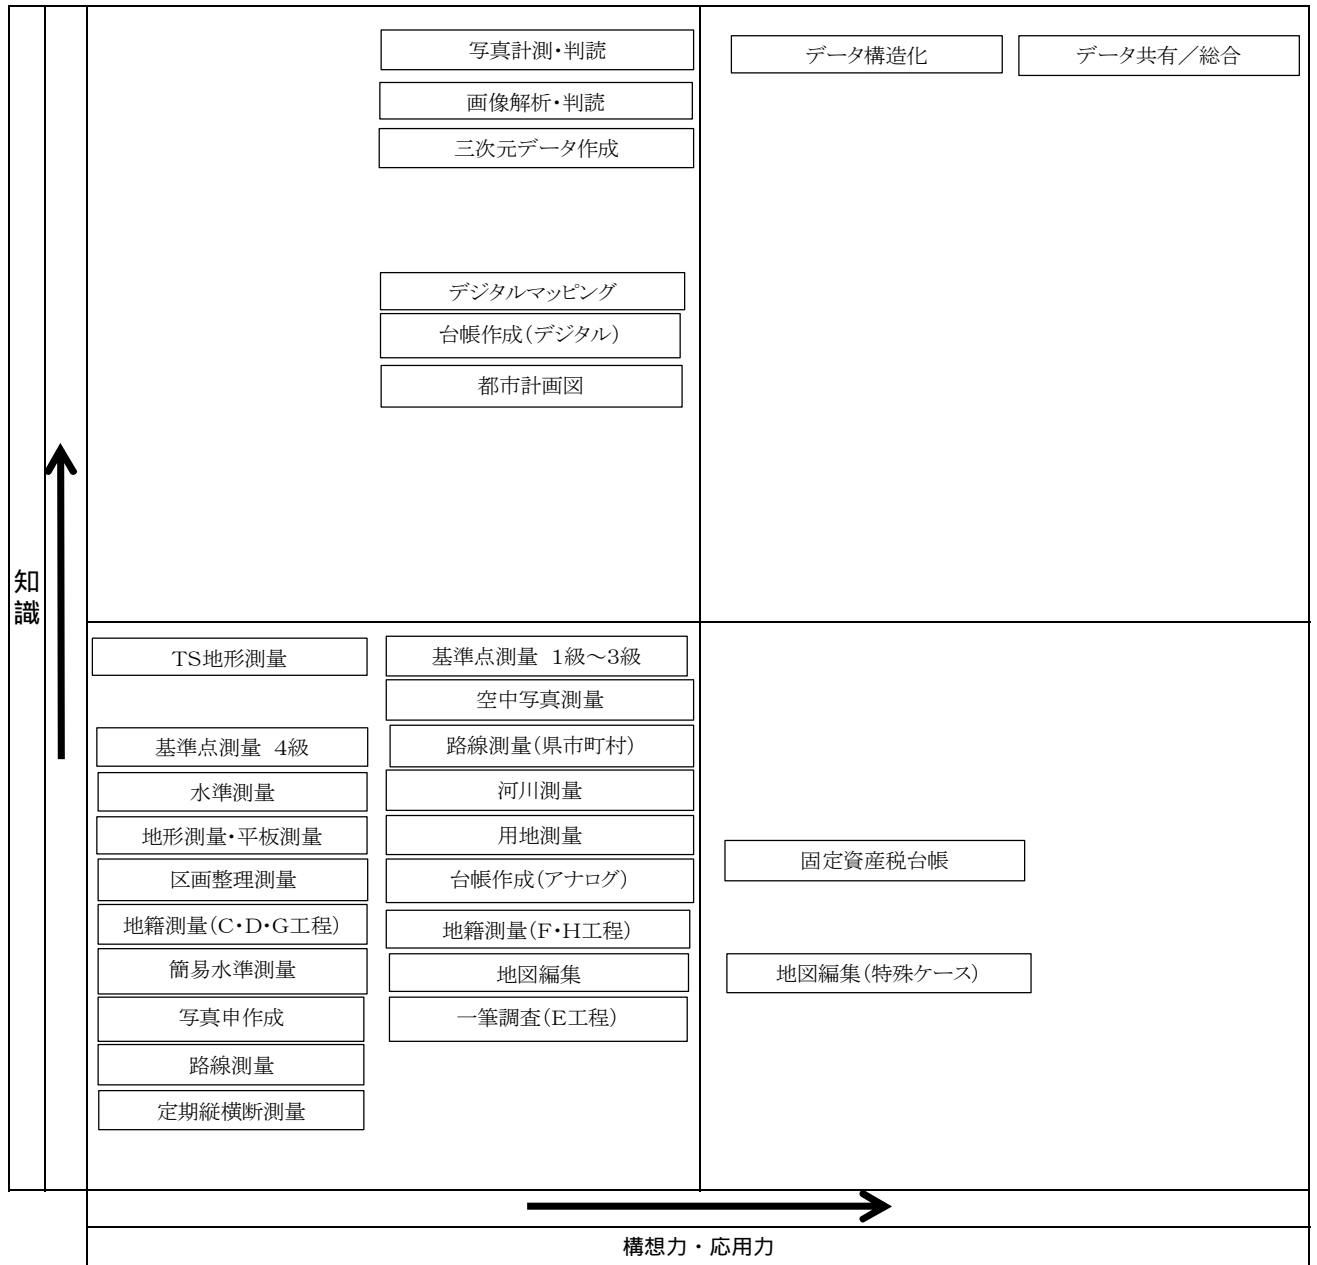 写真計測・判読
データ構造化
データ共有／総合
画像解析・判読
三次元データ作成
デジタルマッピング
台帳作成(デジタル)
都市計画図
知識
TS地形測量
基準点測量　1級～3級
空中写真測量
基準点測量　4級
路線測量(県市町村)
水準測量
河川測量
地形測量・平板測量
用地測量
固定資産税台帳
区画整理測量
台帳作成(アナログ)
地籍測量(C・D・G工程)
地籍測量(F・H工程)
簡易水準測量
地図編集
地図編集(特殊ケース)
写真申作成
一筆調査(E工程)
路線測量
定期縦横断測量
構想力・応用力